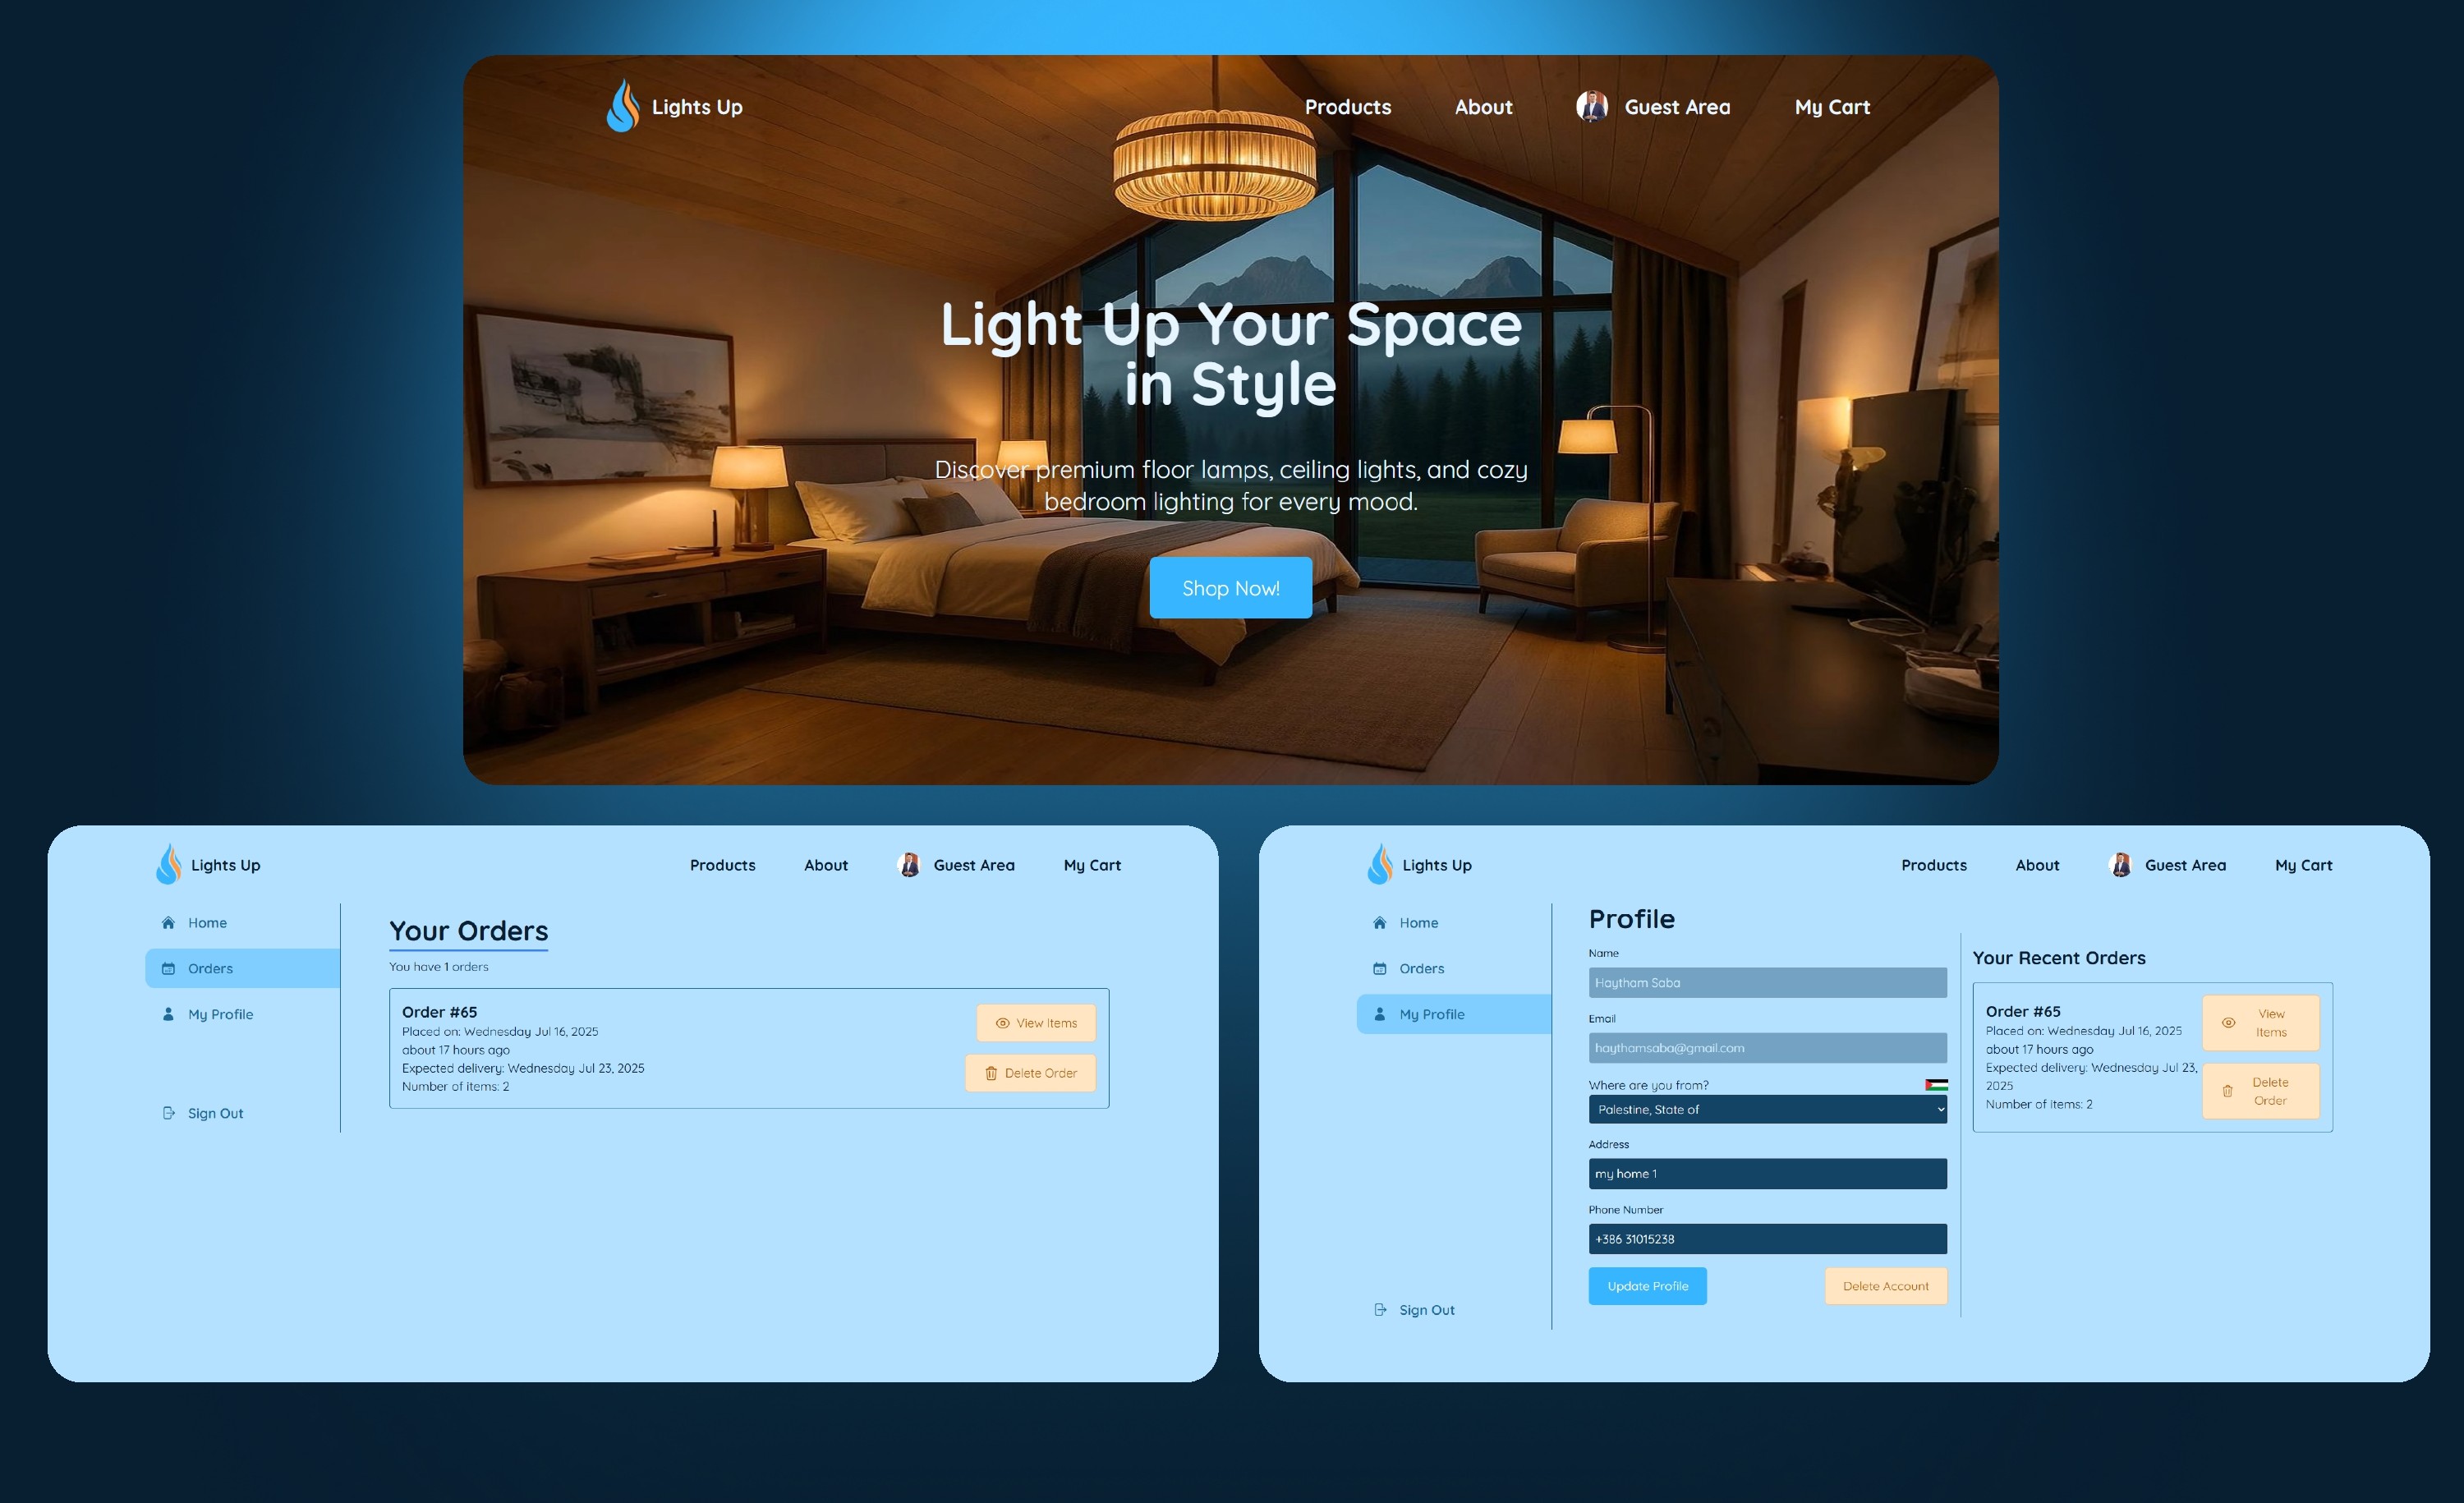 Lights Up
Products
About
Guest Area
My Cart
Light Up Your Space
in Style
Discover premium floor lamps, ceiling lights, and cozy
bedroom lighting for every mood.
Shop Now!
Lights Up
Products
About
Guest Area
My Cart
Home
Orders
My Profile
Sign Out
Your Orders
You have 1 orders
Order #65
Placed on: Wednesday Jul 16, 2025
about 17 hours ago
Expected delivery: Wednesday Jul 23, 2025
Number of items: 2
View Items
Delete Order
Lights Up
Products
About
Guest Area
My Cart
Home
Orders
My Profile
Sign Out
Profile
Name
Haytham Saba
Email
haythamsaba@gmail.com
Where are you from?
Palestine, State of
Address
my home 1
Phone Number
+386 31015238
Update Profile
Delete Account
Your Recent Orders
Order #65
Placed on: Wednesday Jul 16, 2025
about 17 hours ago
Expected delivery: Wednesday Jul 23,
2025
Number of items: 2
View
Items
Delete
Order